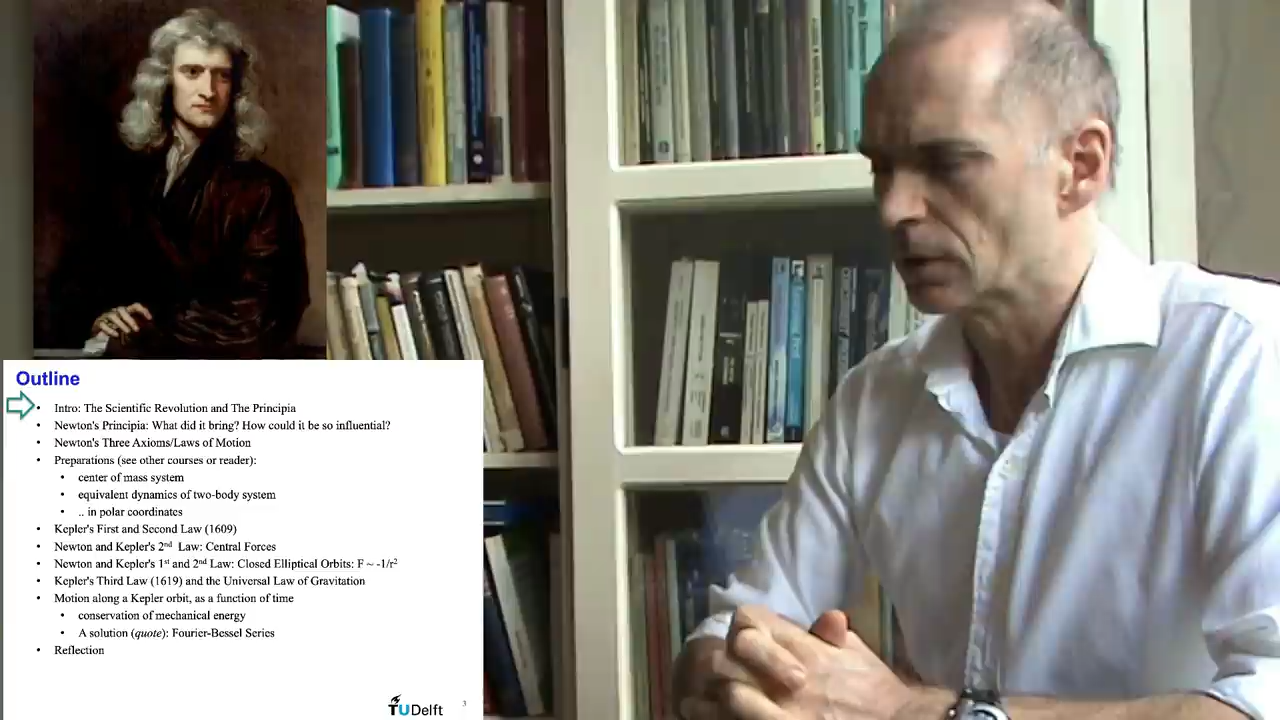 Outline
• Intro: The Scientific Revolution and The Principia
• Newton's Principia: What did it bring? How could it be so influential?
• Newton's Three Axioms/Laws of Motion
• Preparations (see other courses or reader):
• center of mass system
• equivalent dynamics of two-body system
• .. in polar coordinates
• Kepler's First and Second Law (1609)
• Newton and Kepler's 2nd Law: Central Forces
• Newton and Kepler's 1st and 2nd Law: Closed Elliptical Orbits: F ~ -1/r²
• Kepler's Third Law (1619) and the Universal Law of Gravitation
• Motion along a Kepler orbit, as a function of time
• conservation of mechanical energy
• A solution (quote): Fourier-Bessel Series
• Reflection
TUDelft
3